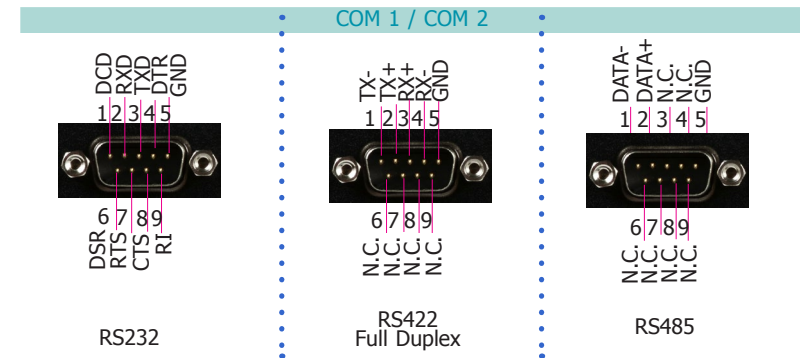 COM 1 / COM 2
DCD RXD TXD DTR GND
1 2 3 4 5
6 7 8 9
DSR RTS CTS RI
RS232
TX- TX+ RX+ RX- GND
1 2 3 4 5
6 7 8 9
N.C. N.C. N.C. N.C.
RS422
Full Duplex
DATA- DATA+ N.C. N.C. GND
1 2 3 4 5
6 7 8 9
N.C. N.C. N.C. N.C.
RS485